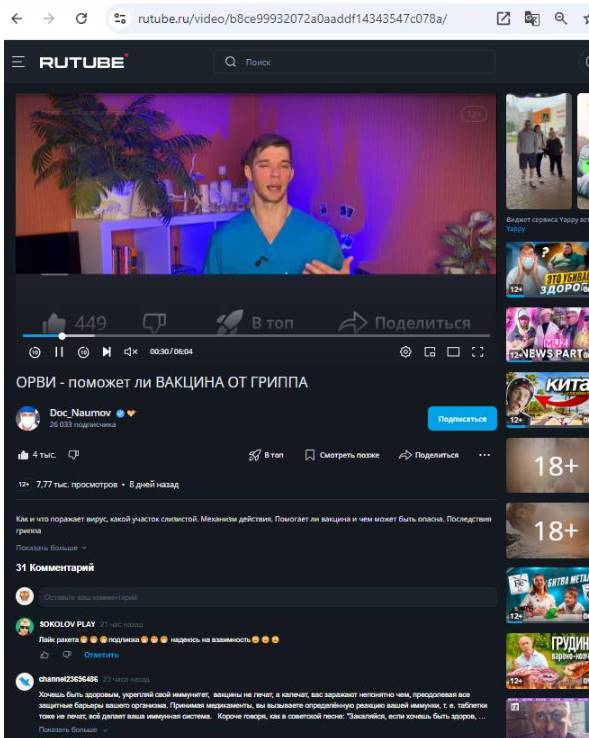 rutube.ru/video/b8ce99932072a0aaddf14343547c078a/
RUTUBE
Поиск
12+
449
В топ
Поделиться
00:30 / 06:04
Виджет сервиса Yappy вст
Yappy
?
ЭТО УБИВА
ЗДОРО
12+
MUZ
NEWS PART
12+
КИТА
12+
18+
18+
БИТВА МЕТА
12+
ГРУДИН
варено-копч
12+
ОРВИ - поможет ли ВАКЦИНА ОТ ГРИППА
Doc_Naumov
26 033 подписчика
Подписаться
4 тыс.
В топ
Смотреть позже
Поделиться
12+ 7,77 тыс. просмотров • 8 дней назад
Как и что поражает вирус, какой участок слизистой. Механизм действия. Помогает ли вакцина и чем может быть опасна. Последствия
гриппа
Показать больше
31 Комментарий
Оставьте ваш комментарий
SOKOLOV PLAY 21 час назад
Лайк ракета😁😁😁подписка😁😁😁 надеюсь на взаимность😁😁😁
Ответить
channel23696486 23 часа назад
Хочешь быть здоровым, укрепляй свой иммунитет, вакцины не лечат, а калечат, вас заражают непонятно чем, преодолевая все
защитные барьеры вашего организма. Принимая медикаменты, вы вызываете определённую реакцию вашей иммунки, т. е. таблетки
тоже не лечат, всё делает ваша иммунная система. Короче говоря, как в советской песне: "Закаляйся, если хочешь быть здоров, ...
Показать больше